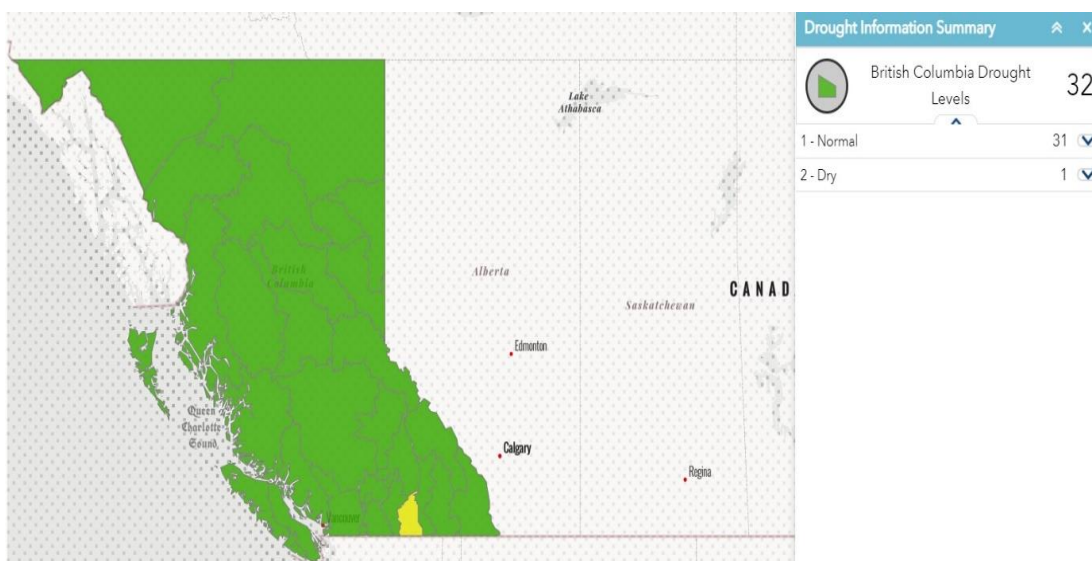 Lake
Athabasca
British
Columbia
Alberta
CANAD
Saskatchewan
Edmonton
Queen
Charlotte
Sound
Calgary
Regina
Vancouver
Drought Information Summary
British Columbia Drought
Levels
32
1 - Normal 31
2 - Dry 1